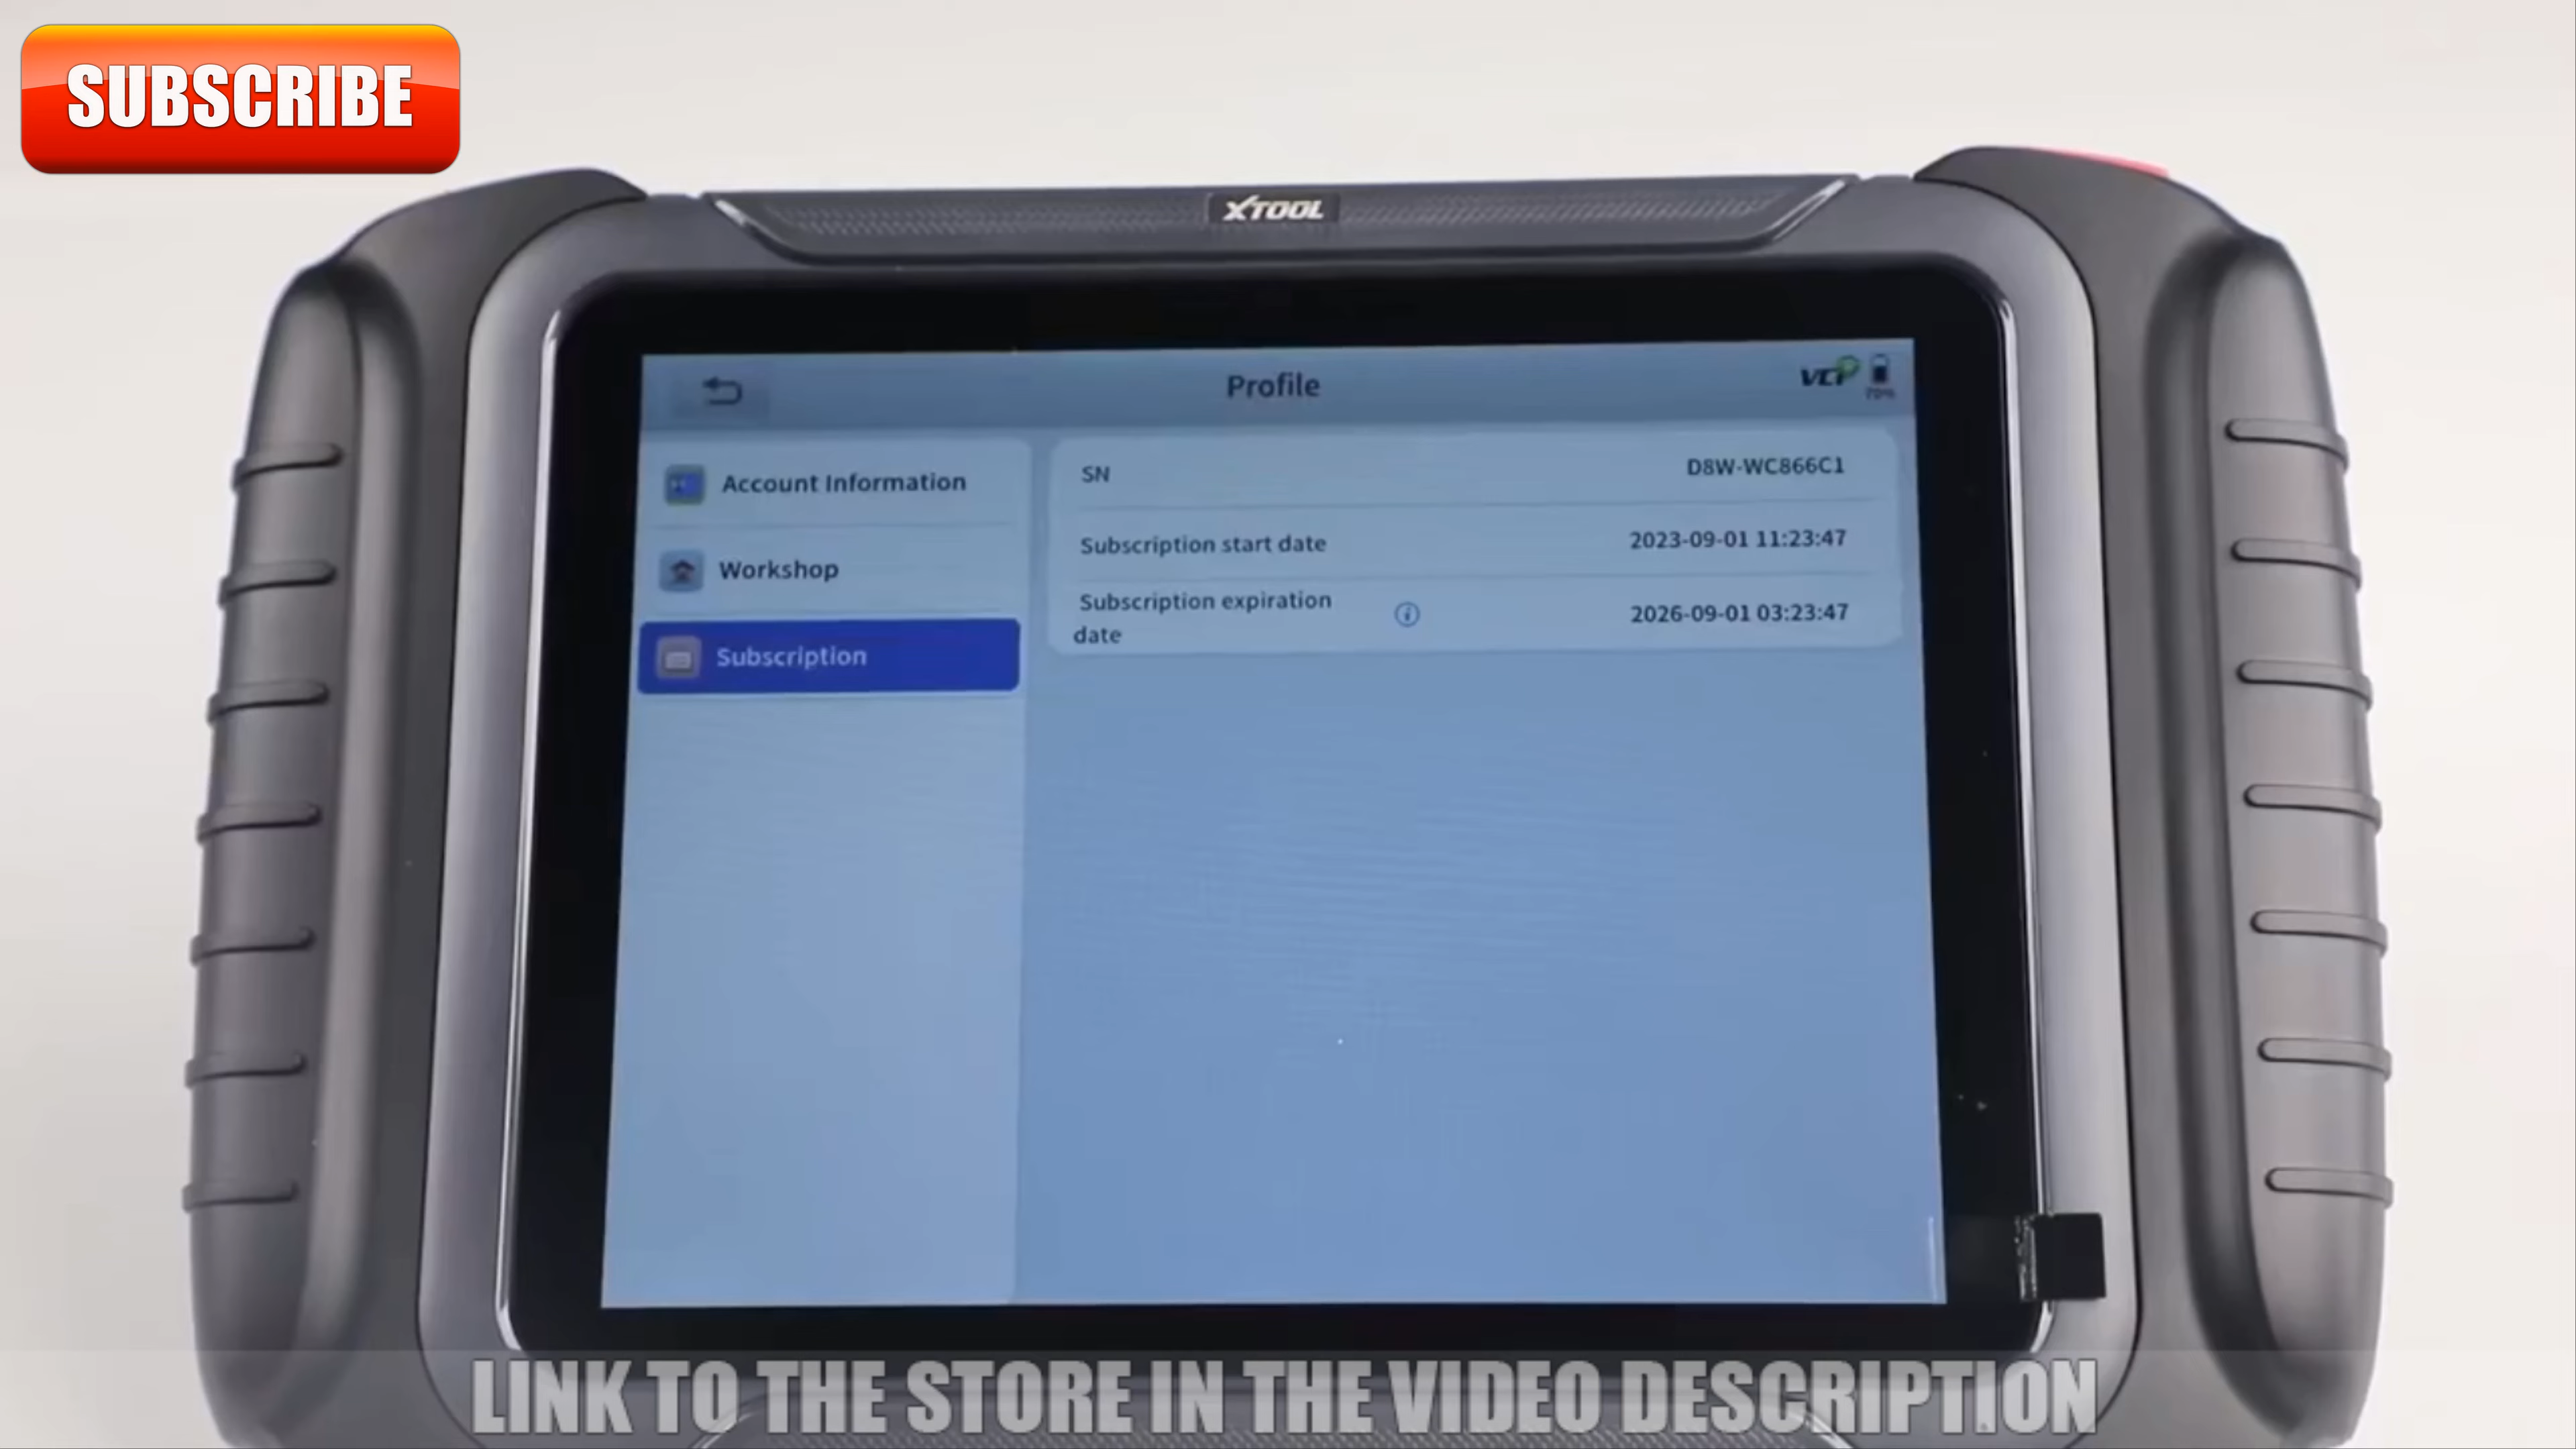 SUBSCRIBE
XTOOL
Profile
VCI
70%
Account Information
Workshop
Subscription
SN
D8W-WC866C1
Subscription start date
2023-09-01 11:23:47
Subscription expiration
date
2026-09-01 03:23:47
LINK TO THE STORE IN THE VIDEO DESCRIPTION